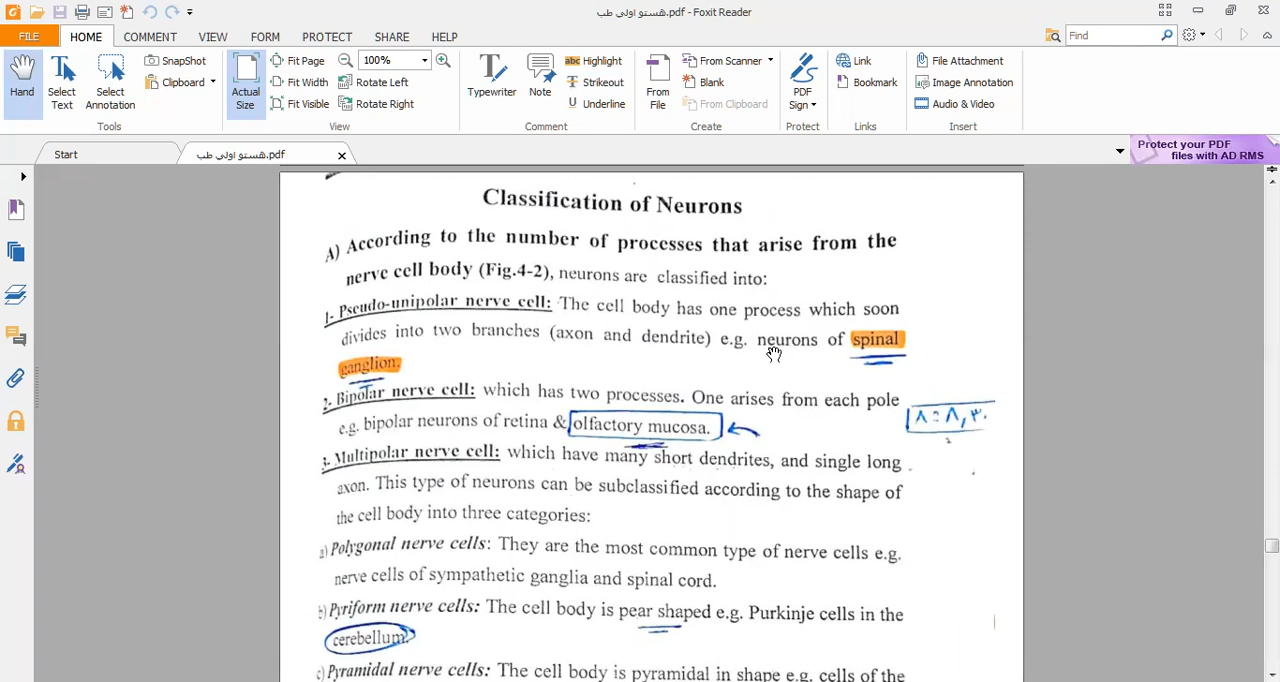 هستو اولى طب.pdf - Foxit Reader
FILE HOME COMMENT VIEW FORM PROTECT SHARE HELP
Find
Hand
Select Text
Select Annotation
SnapShot
Clipboard
Tools
Actual Size
Fit Page
Fit Width
Fit Visible
100%
Rotate Left
Rotate Right
View
Typewriter
Note
Highlight
Strikeout
Underline
Comment
From File
From Scanner
Blank
From Clipboard
Create
PDF Sign
Protect
Link
Bookmark
Links
File Attachment
Image Annotation
Audio & Video
Insert
Start
هستو اولى طب.pdf
Protect your PDF
files with AD RMS
Classification of Neurons
A) According to the number of processes that arise from the
nerve cell body (Fig.4-2), neurons are classified into:
1- Pseudo-unipolar nerve cell: The cell body has one process which soon
divides into two branches (axon and dendrite) e.g. neurons of spinal
ganglion.
2- Bipolar nerve cell: which has two processes. One arises from each pole
e.g. bipolar neurons of retina & olfactory mucosa.
٨ = ٨,٣٠
3- Multipolar nerve cell: which have many short dendrites, and single long
axon. This type of neurons can be subclassified according to the shape of
the cell body into three categories:
a) Polygonal nerve cells: They are the most common type of nerve cells e.g.
nerve cells of sympathetic ganglia and spinal cord.
b) Pyriform nerve cells: The cell body is pear shaped e.g. Purkinje cells in the
cerebellum.
c) Pyramidal nerve cells: The cell body is pyramidal in shape e.g. cells of the